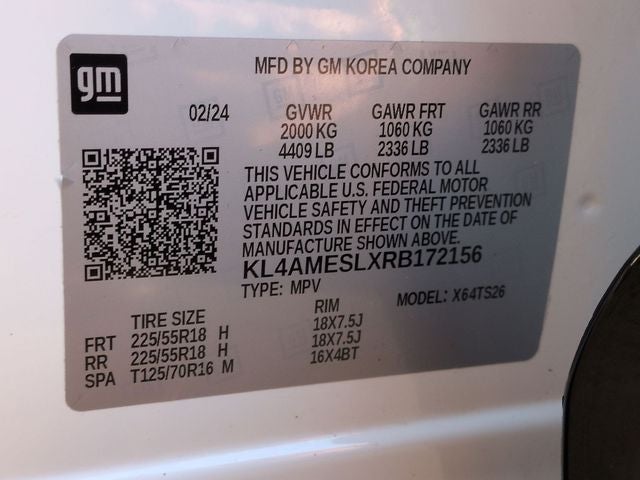 gm
MFD BY GM KOREA COMPANY
02/24 GVWR GAWR FRT GAWR RR
2000 KG 1060 KG 1060 KG
4409 LB 2336 LB 2336 LB
THIS VEHICLE CONFORMS TO ALL
APPLICABLE U.S. FEDERAL MOTOR
VEHICLE SAFETY AND THEFT PREVENTION
STANDARDS IN EFFECT ON THE DATE OF
MANUFACTURE SHOWN ABOVE.
KL4AMESLXRB172156
TYPE: MPV MODEL: X64TS26
TIRE SIZE RIM
FRT 225/55R18 H 18X7.5J
RR 225/55R18 H 18X7.5J
SPA T125/70R16 M 16X4BT